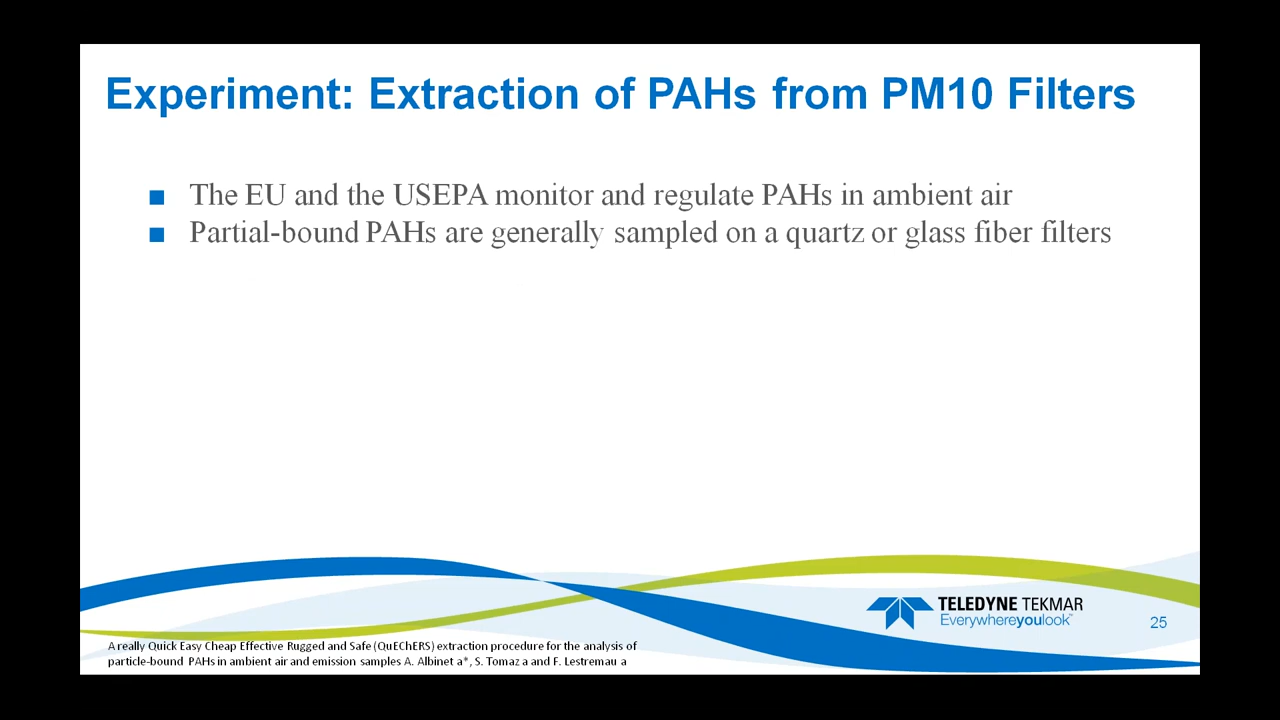 Experiment: Extraction of PAHs from PM10 Filters
■ The EU and the USEPA monitor and regulate PAHs in ambient air
■ Partial-bound PAHs are generally sampled on a quartz or glass fiber filters
TELEDYNE TEKMAR
Everywhereyoulook™
25
A really Quick Easy Cheap Effective Rugged and Safe (QuEChERS) extraction procedure for the analysis of
particle-bound PAHs in ambient air and emission samples A. Albinet a*, S. Tomaz a and F. Lestremau a